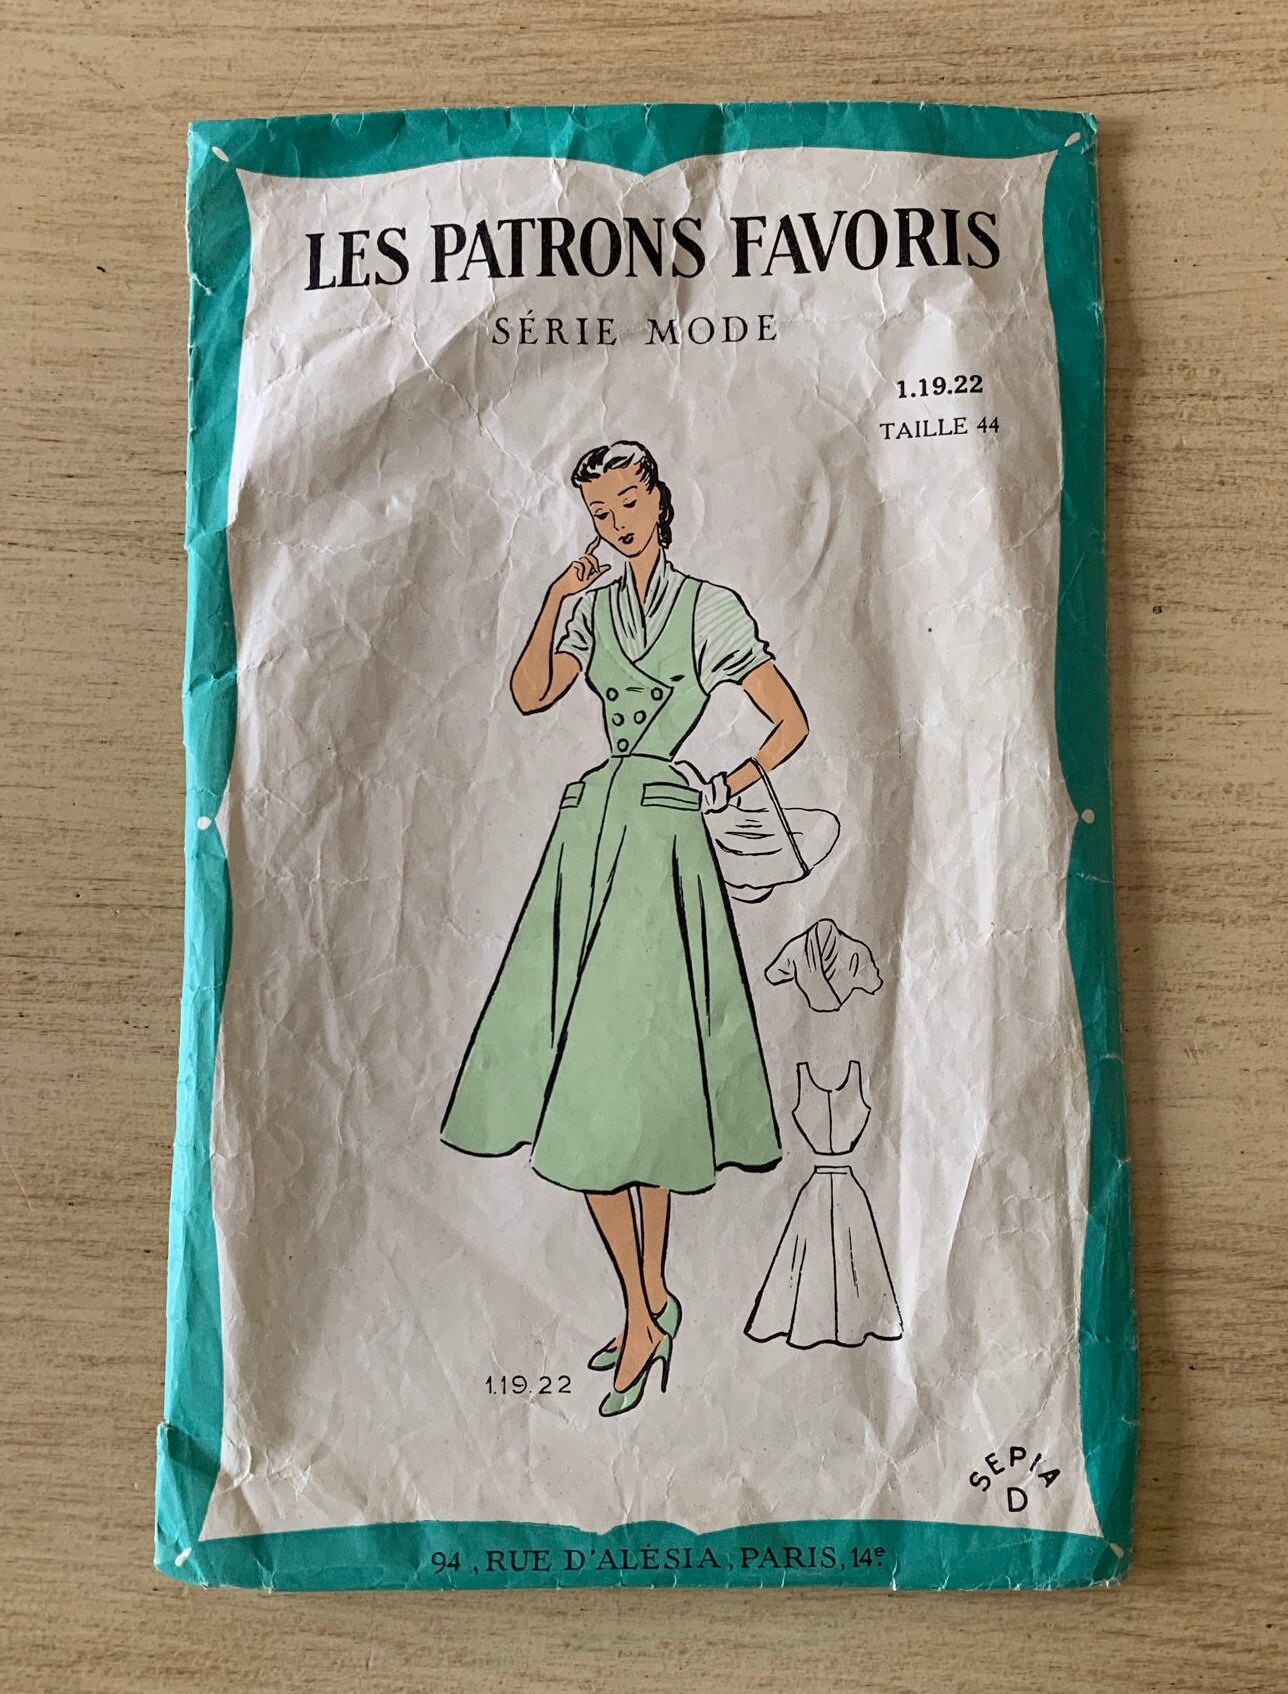 LES PATRONS FAVORIS
SÉRIE MODE
1.19.22
TAILLE 44
1.19.22
SEPIA
D
94, RUE D'ALÉSIA, PARIS, 14e